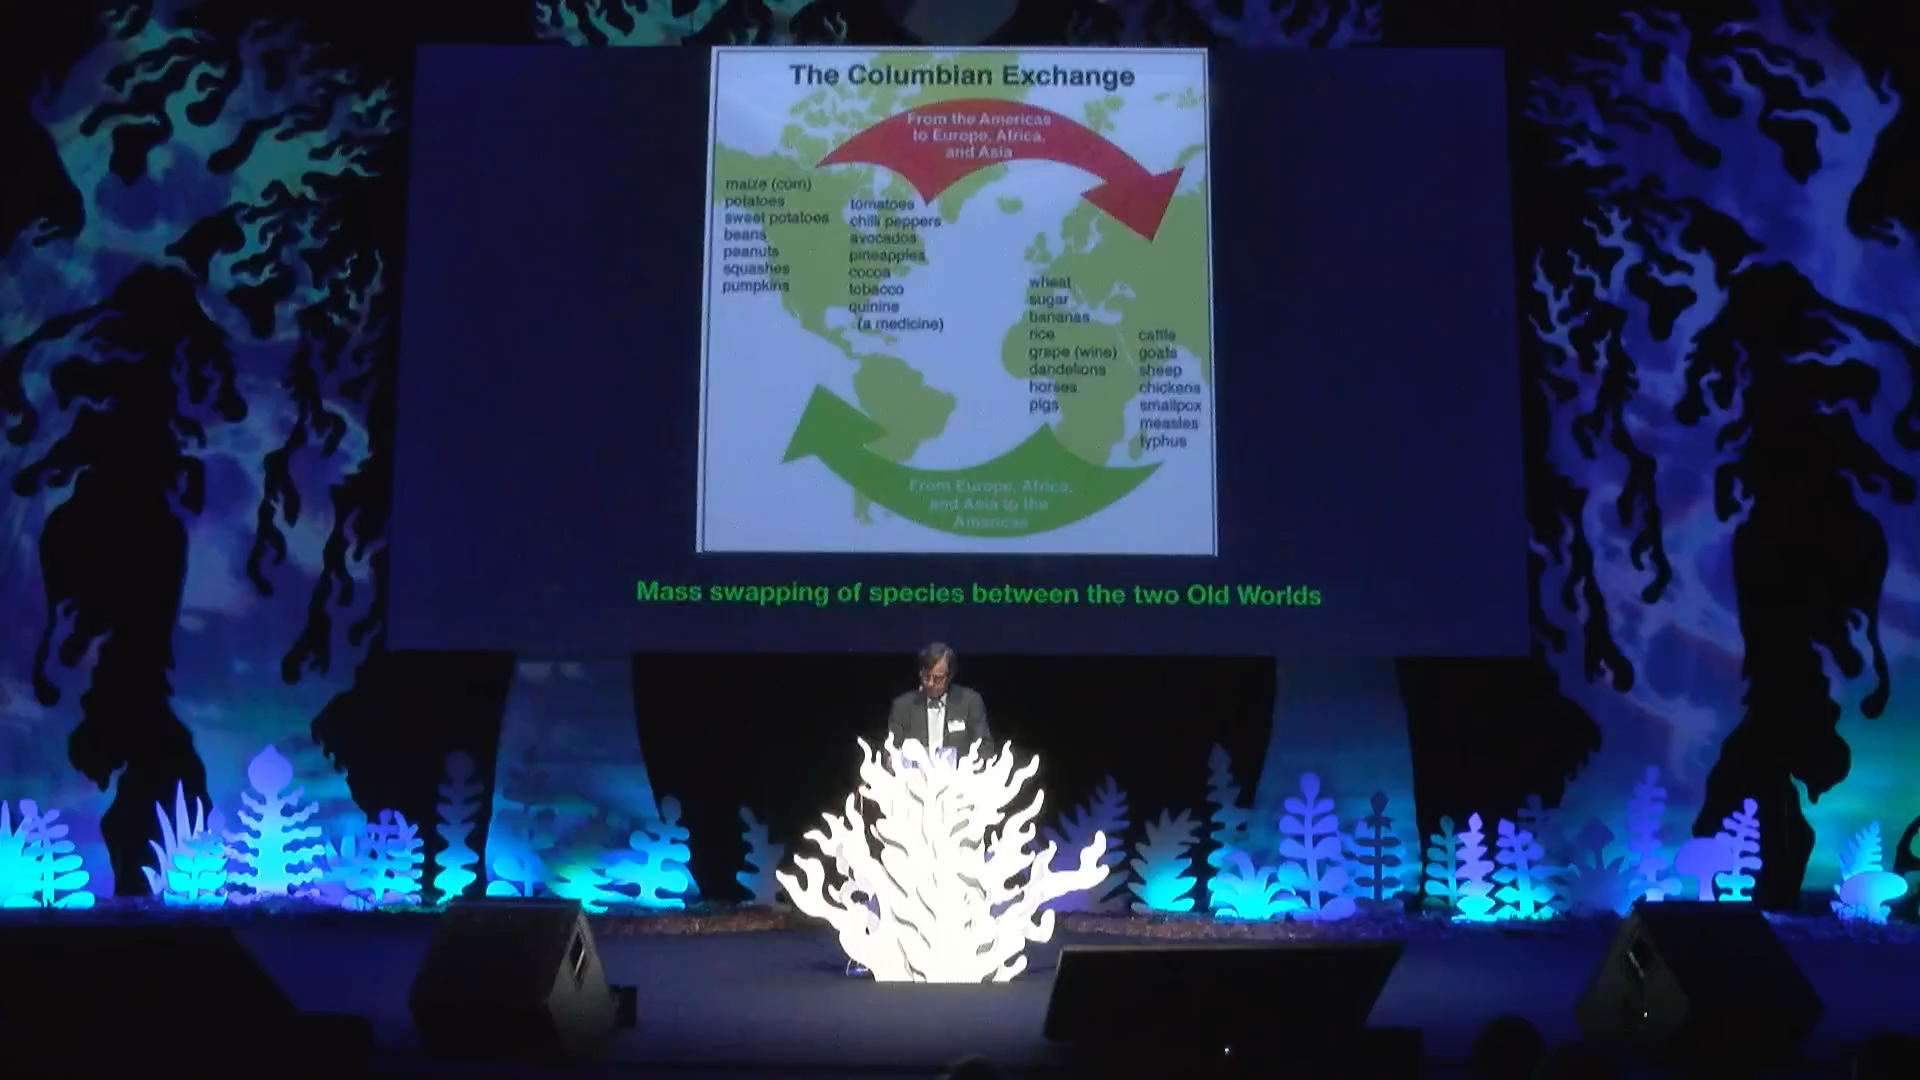 The Columbian Exchange
From the Americas
to Europe, Africa,
and Asia
maize (corn)
potatoes
sweet potatoes
beans
peanuts
squashes
pumpkins
tomatoes
chilli peppers
avocados
pineapples
cocoa
tobacco
quinine
(a medicine)
wheat
sugar
bananas
rice
grape (wine)
dandelions
horses
pigs
cattle
goats
sheep
chickens
smallpox
measles
typhus
From Europe, Africa,
and Asia to the
Americas
Mass swapping of species between the two Old Worlds